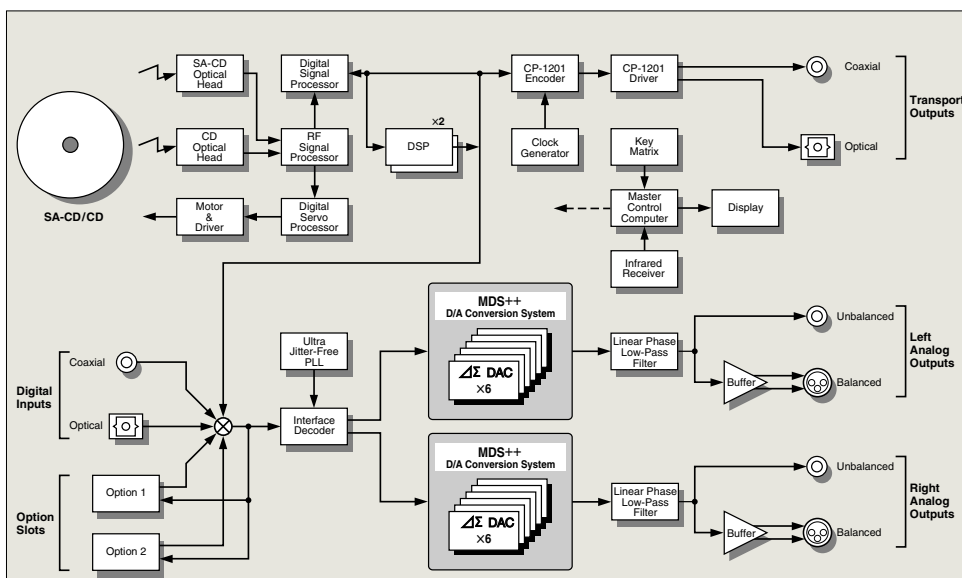 SA-CD
Optical
Head
Digital
Signal
Processor
CP-1201
Encoder
CP-1201
Driver
Coaxial
Transport
Outputs
×2
CD
Optical
Head
RF
Signal
Processor
DSP
Clock
Generator
Key
Matrix
Optical
SA-CD/CD
Motor
&
Driver
Digital
Servo
Processor
Master
Control
Computer
Display
Infrared
Receiver
MDS++
D/A Conversion System
ΔΣ DAC
×6
Ultra
Jitter-Free
PLL
Linear Phase
Low-Pass
Filter
Unbalanced
Left
Analog
Outputs
Buffer
Balanced
Digital
Inputs
Coaxial
Optical
Interface
Decoder
MDS++
D/A Conversion System
ΔΣ DAC
×6
Linear Phase
Low-Pass
Filter
Unbalanced
Right
Analog
Outputs
Buffer
Balanced
Option
Slots
Option 1
Option 2